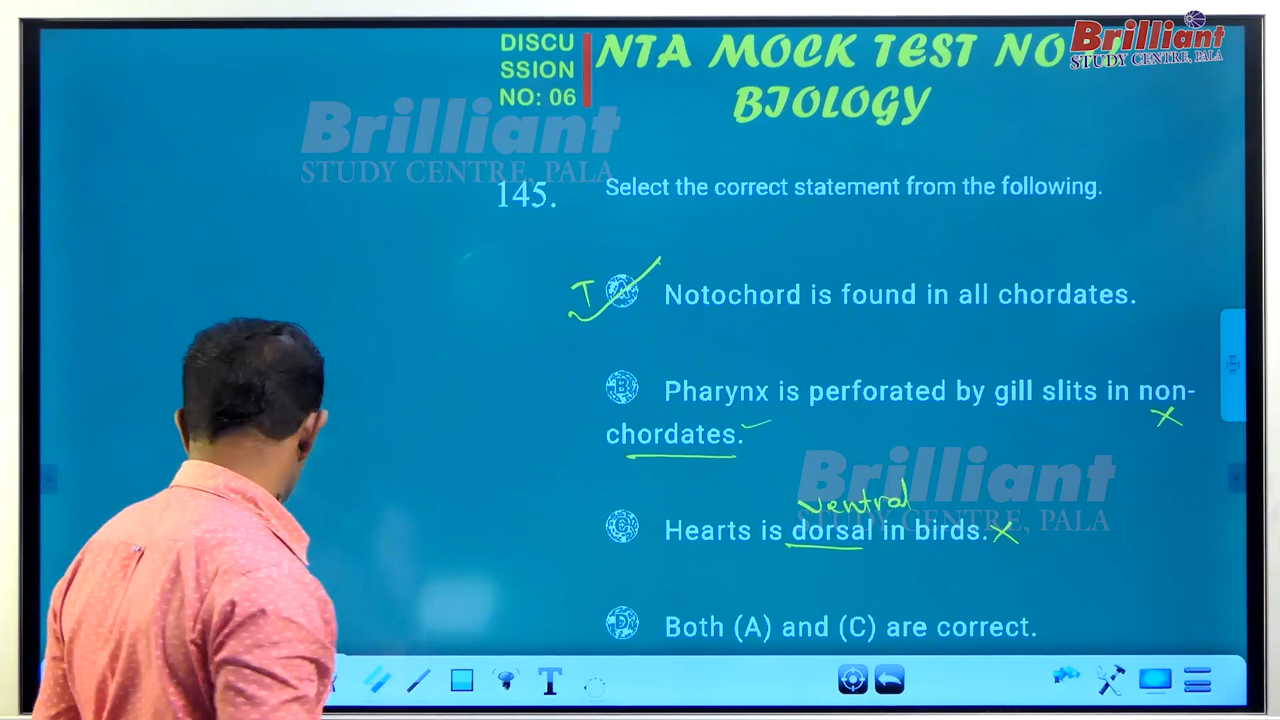 DISCU
SSION
NO: 06
NTA MOCK TEST NO
BIOLOGY
Brilliant
STUDY CENTRE, PALA
Brilliant
STUDY CENTRE, PALA
145.
Select the correct statement from the following.
T A Notochord is found in all chordates.
B Pharynx is perforated by gill slits in non-
chordates.
Brilliant
STUDY CENTRE, PALA
ventral
C Hearts is dorsal in birds.
D Both (A) and (C) are correct.
T